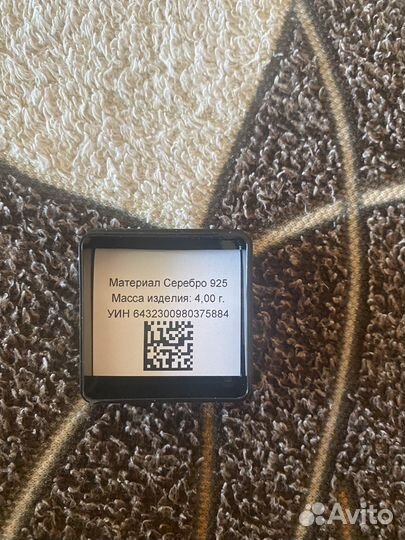 Материал Серебро 925
Масса изделия: 4,00 г.
УИН 6432300980375884
Avito